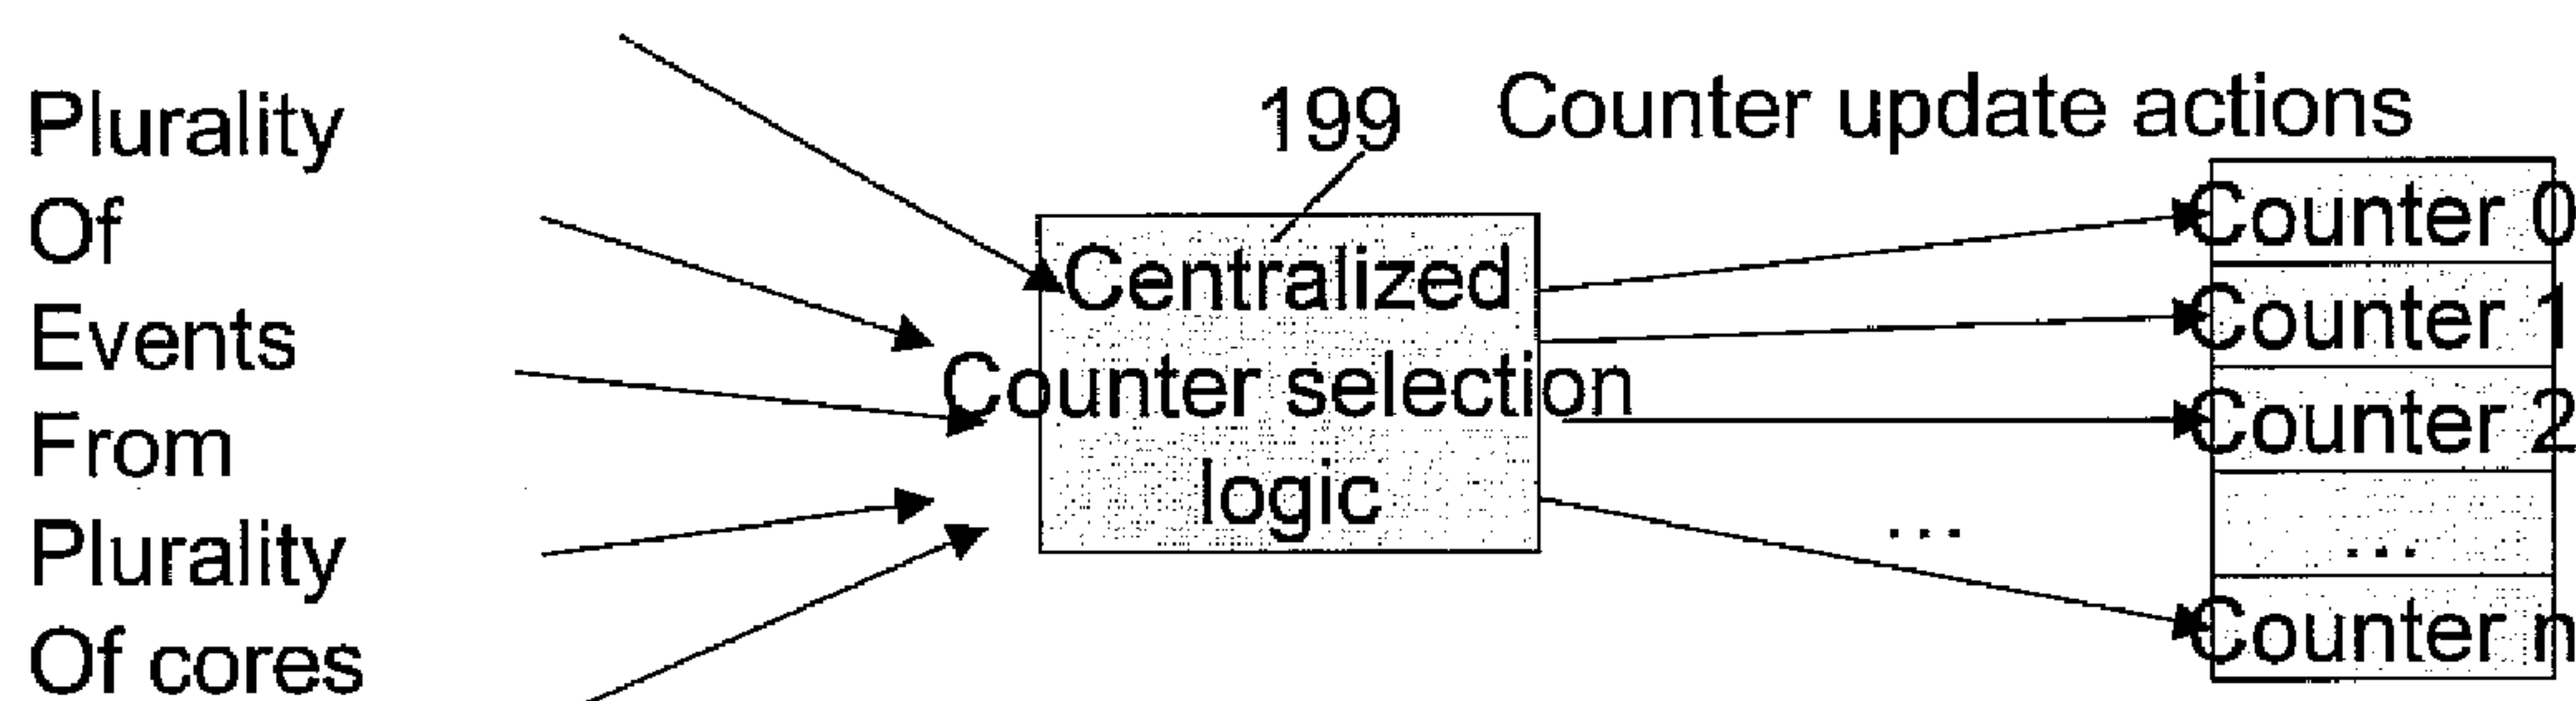 Plurality
Of
Events
From
Plurality
Of cores
199
Centralized
Counter selection
logic
Counter update actions
...
Counter 0
Counter 1
Counter 2
...
Counter n